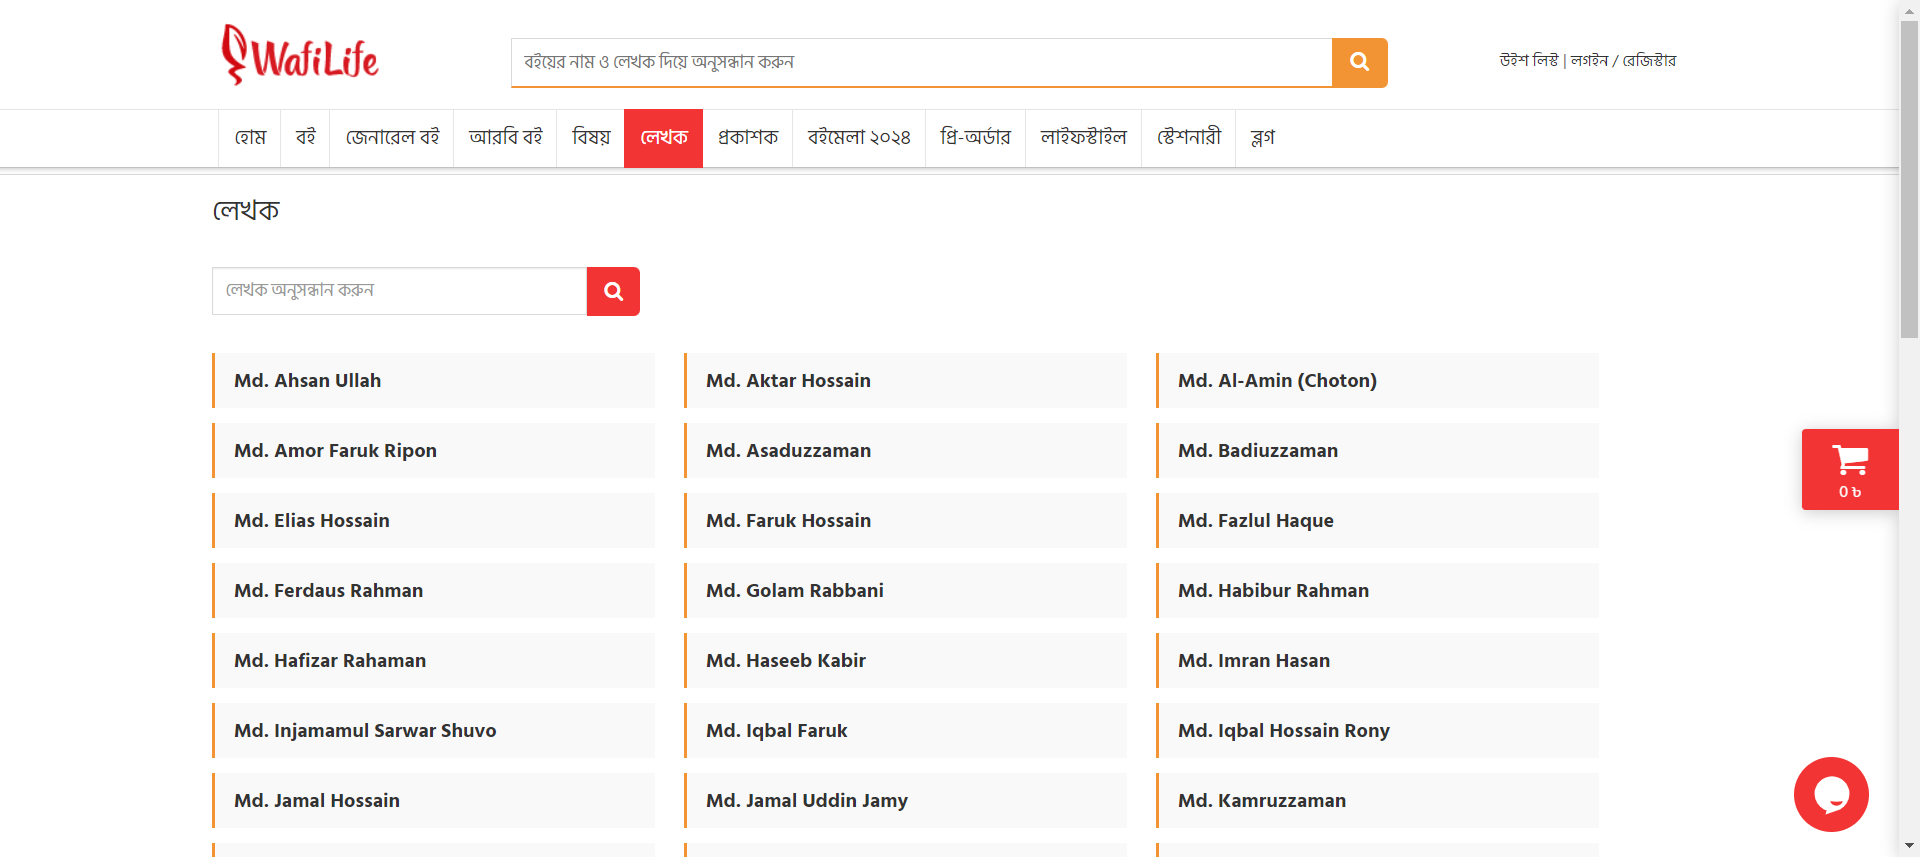 WafiLife
বইয়ের নাম ও লেখক দিয়ে অনুসন্ধান করুন
উইশ লিস্ট | লগইন / রেজিস্টার
হোম বই জেনারেল বই আরবি বই বিষয় লেখক প্রকাশক বইমেলা ২০২৪ প্রি-অর্ডার লাইফস্টাইল স্টেশনারী ব্লগ
লেখক
লেখক অনুসন্ধান করুন
Md. Ahsan Ullah Md. Aktar Hossain Md. Al-Amin (Choton)
Md. Amor Faruk Ripon Md. Asaduzzaman Md. Badiuzzaman
Md. Elias Hossain Md. Faruk Hossain Md. Fazlul Haque
0 ৳
Md. Ferdaus Rahman Md. Golam Rabbani Md. Habibur Rahman
Md. Hafizar Rahaman Md. Haseeb Kabir Md. Imran Hasan
Md. Injamamul Sarwar Shuvo Md. Iqbal Faruk Md. Iqbal Hossain Rony
Md. Jamal Hossain Md. Jamal Uddin Jamy Md. Kamruzzaman